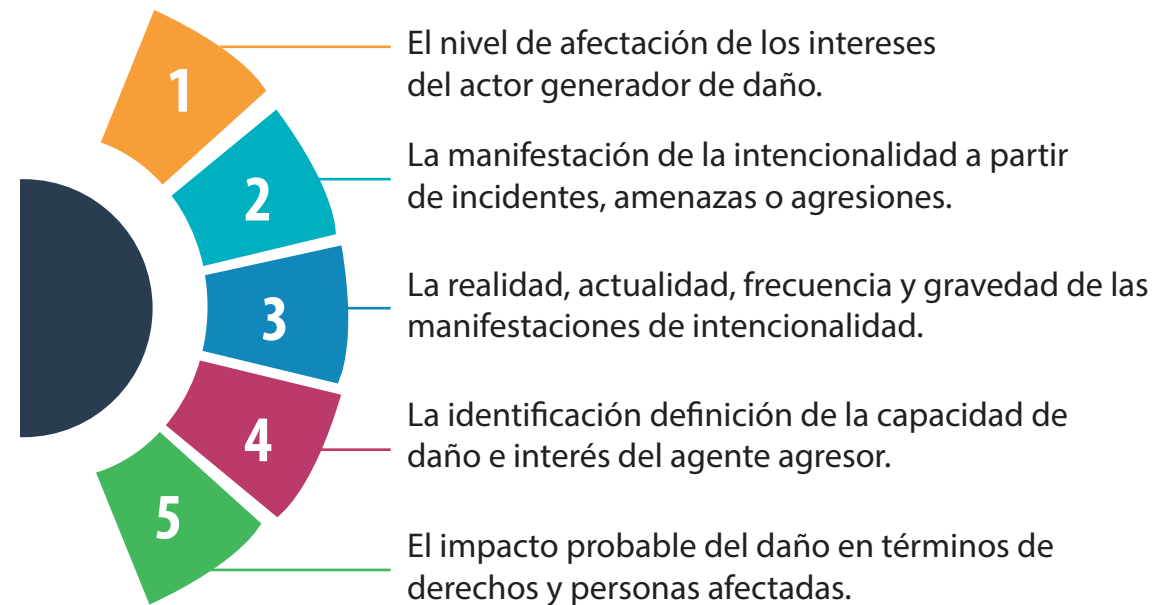 1
El nivel de afectación de los intereses
del actor generador de daño.
2
La manifestación de la intencionalidad a partir
de incidentes, amenazas o agresiones.
3
La realidad, actualidad, frecuencia y gravedad de las
manifestaciones de intencionalidad.
4
La identificación definición de la capacidad de
daño e interés del agente agresor.
5
El impacto probable del daño en términos de
derechos y personas afectadas.